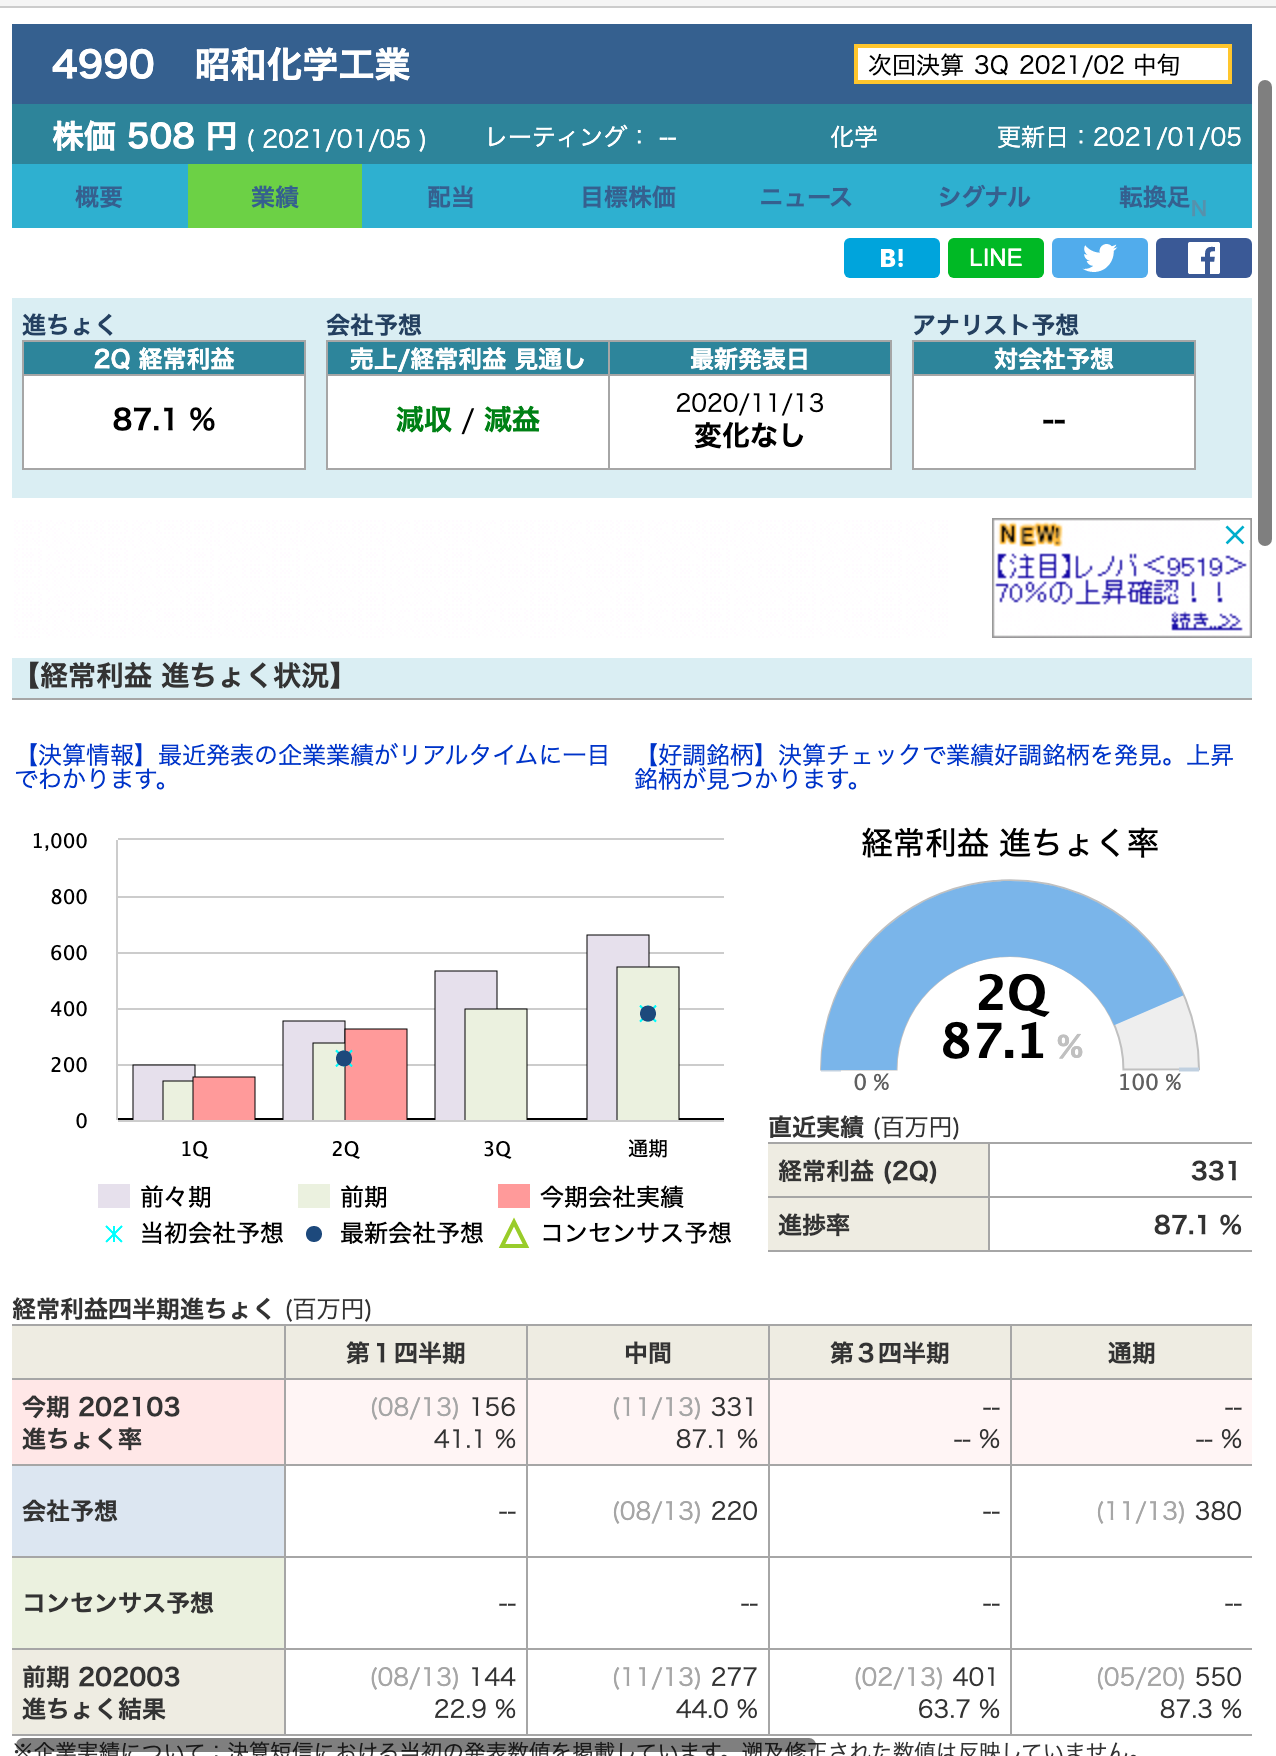 4990　昭和化学工業
次回決算 3Q 2021/02 中旬
株価 508 円 ( 2021/01/05 )　レーティング： --　化学　更新日：2021/01/05
概要　業績　配当　目標株価　ニュース　シグナル　転換足N
B!　LINE
進ちょく　会社予想　アナリスト予想
2Q 経常利益　売上/経常利益 見通し　最新発表日　対会社予想
87.1 %　減収 / 減益　2020/11/13　--
変化なし
NEW!
【注目】レノバ<9519>
70%の上昇確認！！
続き..>>
【経常利益 進ちょく状況】
【決算情報】最近発表の企業業績がリアルタイムに一目
でわかります。
【好調銘柄】決算チェックで業績好調銘柄を発見。上昇
銘柄が見つかります。
1,000
800
600
400
200
0
1Q　2Q　3Q　通期
前々期　前期　今期会社実績
当初会社予想　最新会社予想　コンセンサス予想
経常利益 進ちょく率
2Q
87.1 %
0 %　100 %
直近実績 (百万円)
経常利益 (2Q)　331
進捗率　87.1 %
経常利益四半期進ちょく (百万円)
第１四半期　中間　第３四半期　通期
今期 202103　(08/13) 156　(11/13) 331　--　--
進ちょく率　41.1 %　87.1 %　-- %　-- %
会社予想　--　(08/13) 220　--　(11/13) 380
コンセンサス予想　--　--　--　--
前期 202003　(08/13) 144　(11/13) 277　(02/13) 401　(05/20) 550
進ちょく結果　22.9 %　44.0 %　63.7 %　87.3 %
※企業実績について：決算短信における当初の発表数値を掲載しています。遡及修正された数値は反映していません。